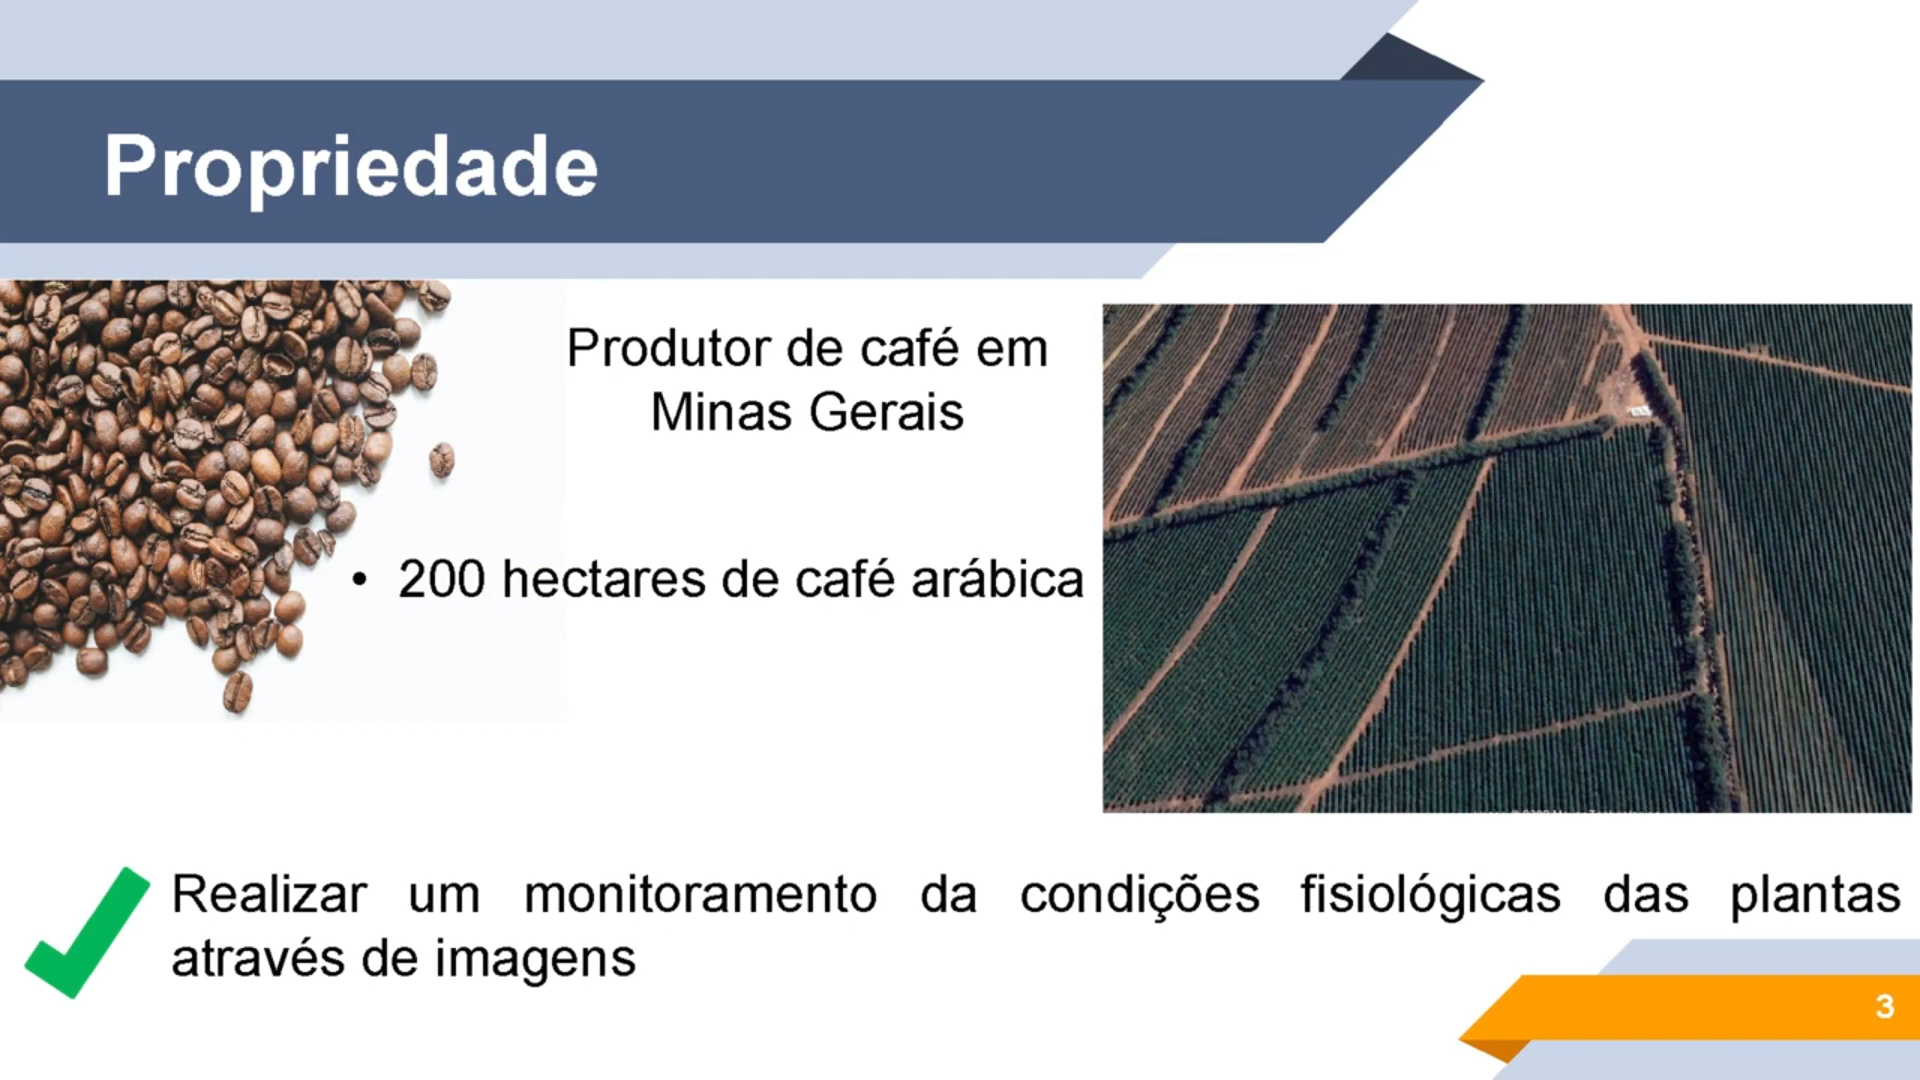 Propriedade
Produtor de café em
Minas Gerais
• 200 hectares de café arábica
Realizar um monitoramento da condições fisiológicas das plantas
através de imagens
3